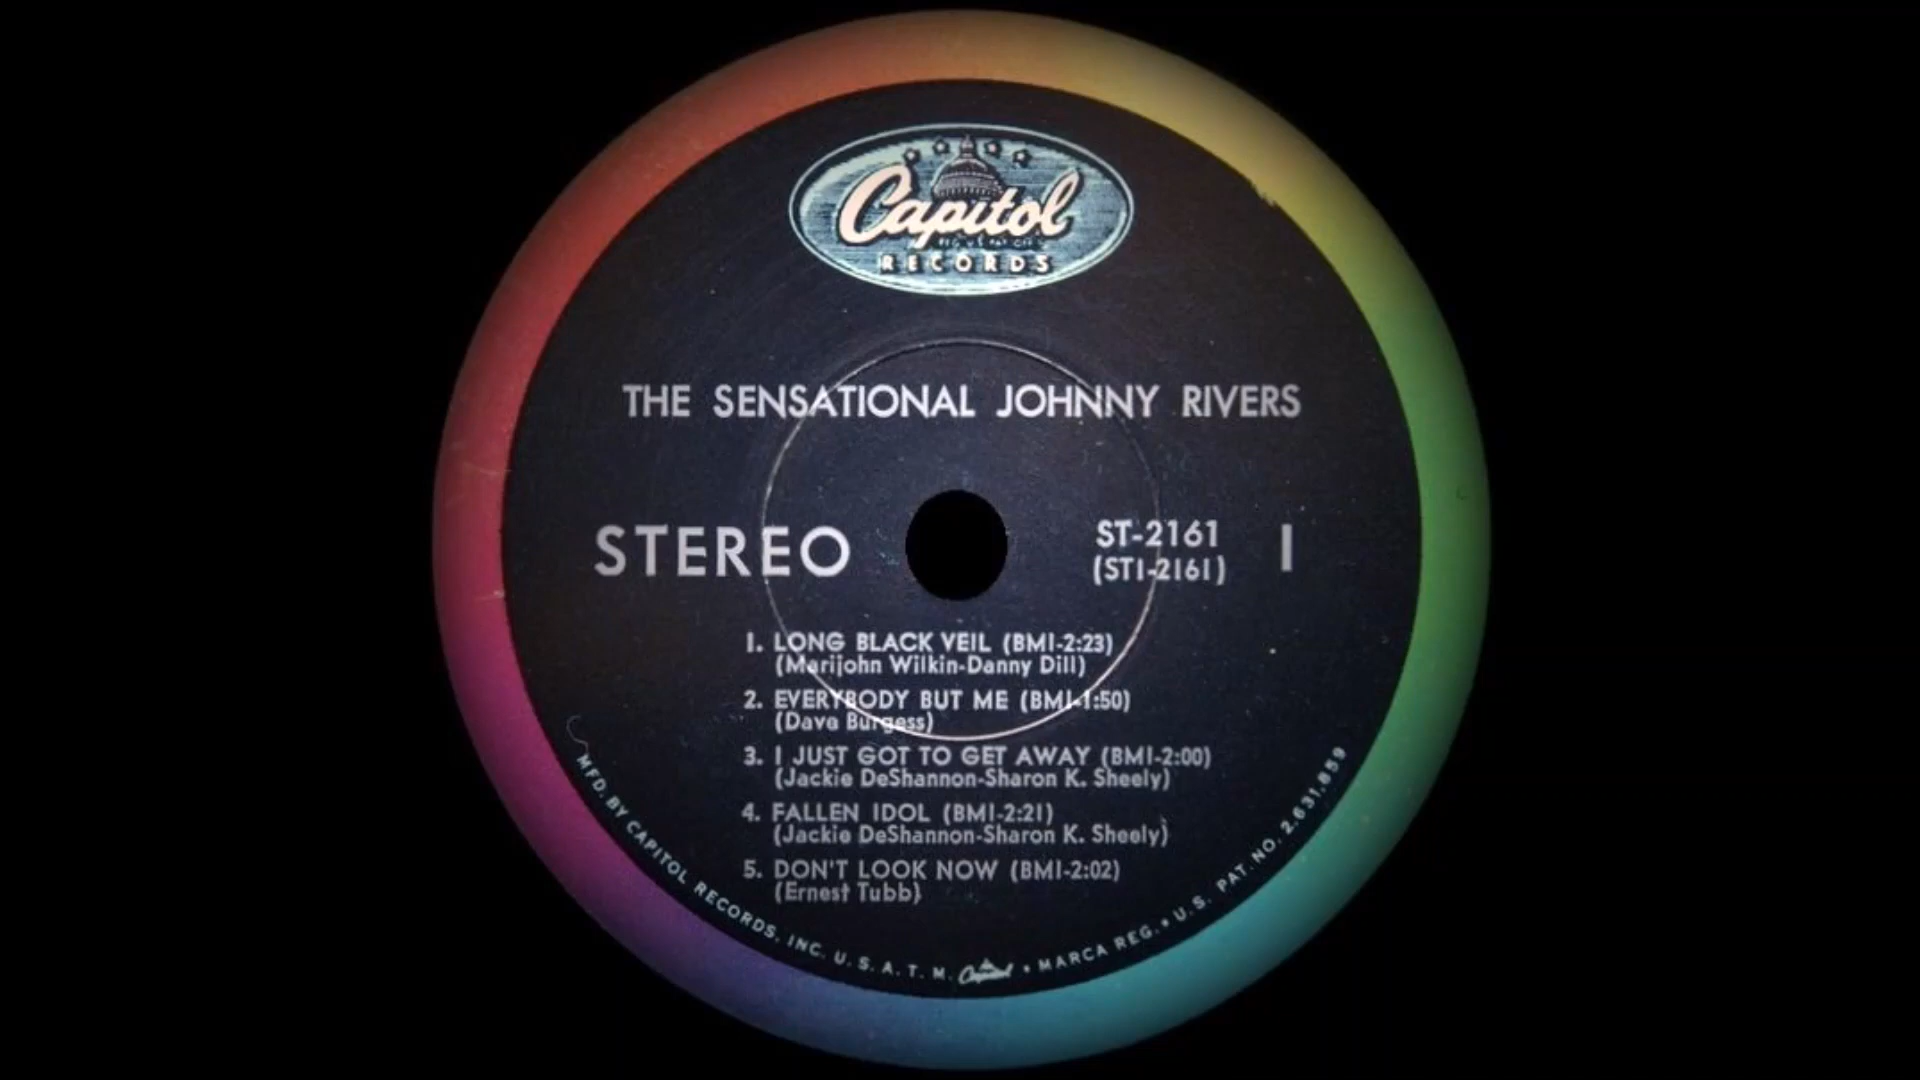 Capitol
RECORDS
THE SENSATIONAL JOHNNY RIVERS
STEREO
ST-2161
(ST1-2161)
1
1. LONG BLACK VEIL (BMI-2:23)
(Marijohn Wilkin-Danny Dill)
2. EVERYBODY BUT ME (BMI-1:50)
(Dave Burgess)
3. I JUST GOT TO GET AWAY (BMI-2:00)
(Jackie DeShannon-Sharon K. Sheely)
4. FALLEN IDOL (BMI-2:21)
(Jackie DeShannon-Sharon K. Sheely)
5. DON'T LOOK NOW (BMI-2:02)
(Ernest Tubb)
MFD. BY CAPITOL RECORDS, INC. U.S.A. T.M. Capitol • MARCA REG. • U.S. PAT. NO. 2,631,859